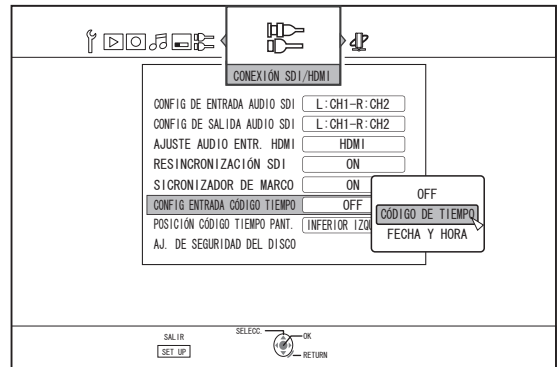 CONEXIÓN SDI/HDMI
CONFIG DE ENTRADA AUDIO SDI L:CH1-R:CH2
CONFIG DE SALIDA AUDIO SDI L:CH1-R:CH2
AJUSTE AUDIO ENTR. HDMI HDMI
RESINCRONIZACIÓN SDI ON
SICRONIZADOR DE MARCO ON
CONFIG ENTRADA CÓDIGO TIEMPO OFF
OFF
CÓDIGO DE TIEMPO
FECHA Y HORA
POSICIÓN CÓDIGO TIEMPO PANT. INFERIOR
AJ. DE SEGURIDAD DEL DISCO
SALIR
SET UP
SELECC.
OK
RETURN